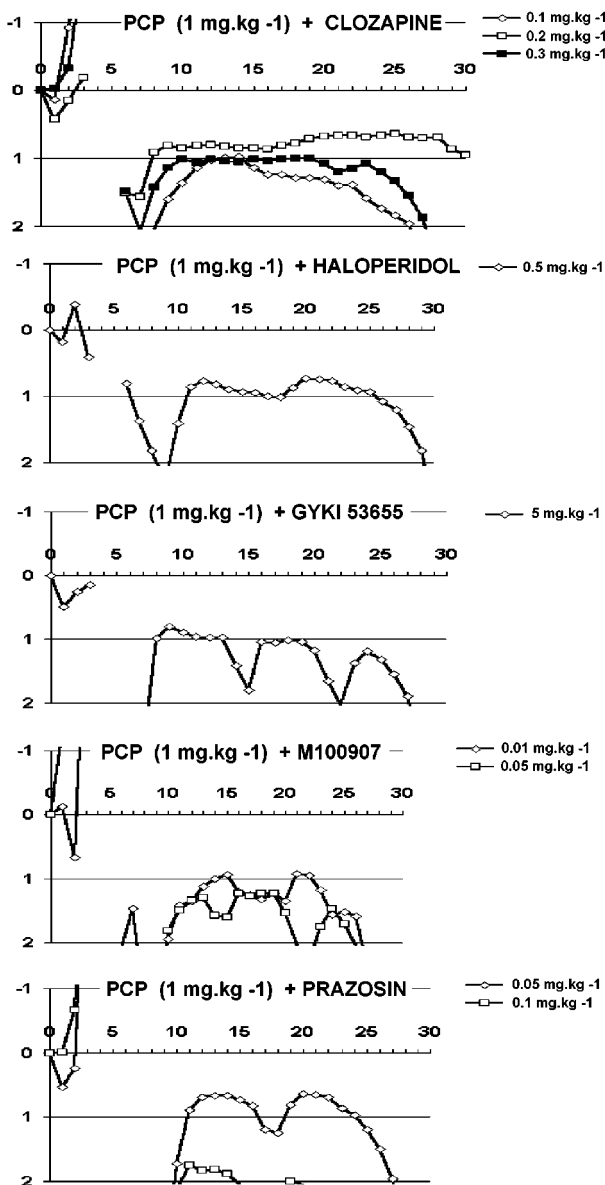 PCP (1 mg.kg -1) + CLOZAPINE
0.1 mg.kg -1
0.2 mg.kg -1
0.3 mg.kg -1
-1
0 5 10 15 20 25 30
0
1
2
PCP (1 mg.kg -1) + HALOPERIDOL
0.5 mg.kg -1
-1
0 5 10 15 20 25 30
0
1
2
PCP (1 mg.kg -1) + GYKI 53655
5 mg.kg -1
-1
0 5 10 15 20 25 30
0
1
2
PCP (1 mg.kg -1) + M100907
0.01 mg.kg -1
0.05 mg.kg -1
-1
0 5 10 15 20 25 30
0
1
2
PCP (1 mg.kg -1) + PRAZOSIN
0.05 mg.kg -1
0.1 mg.kg -1
-1
0 5 10 15 20 25 30
0
1
2